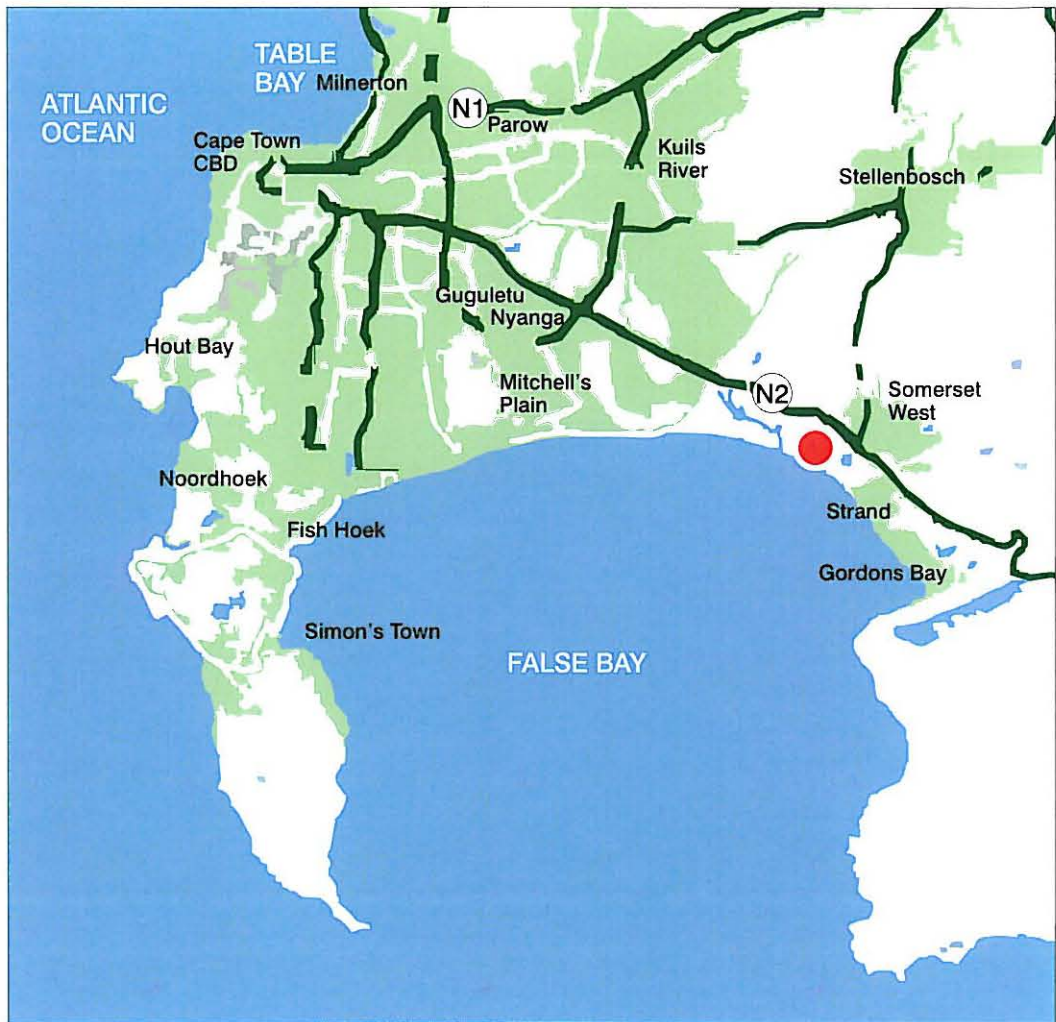 TABLE
BAY
Milnerton
ATLANTIC
OCEAN
N1
Parow
Cape Town
CBD
Kuils
River
Stellenbosch
Guguletu
Nyanga
Hout Bay
Mitchell's
Plain
N2
Somerset
West
Noordhoek
Strand
Fish Hoek
Gordons Bay
Simon's Town
FALSE BAY